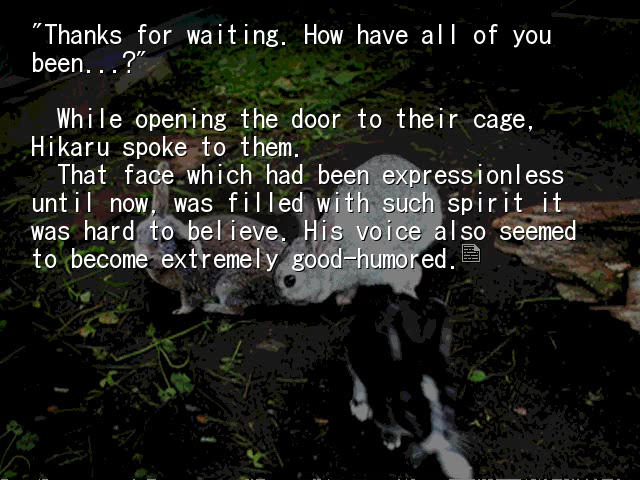 "Thanks for waiting. How have all of you
been...?"
While opening the door to their cage,
Hikaru spoke to them.
That face which had been expressionless
until now, was filled with such spirit it
was hard to believe. His voice also seemed
to become extremely good-humored.